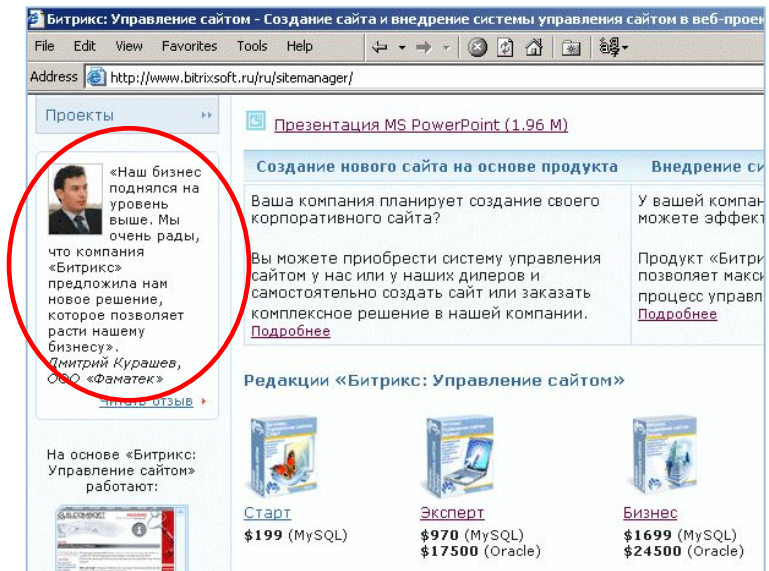 Битрикс: Управление сайтом - Создание сайта и внедрение системы управления сайтом в веб-прое
File Edit View Favorites Tools Help
Address http://www.bitrixsoft.ru/ru/sitemanager/
Проекты
«Наш бизнес
поднялся на
уровень
выше. Мы
очень рады,
что компания
«Битрикс»
предложила нам
новое решение,
которое позволяет
расти нашему
бизнесу».
Дмитрий Курашев,
ООО «Фаматек»
Читать отзыв
На основе «Битрикс:
Управление сайтом»
работают:
ELCOMSOFT
Презентация MS PowerPoint (1.96 M)
Создание нового сайта на основе продукта
Ваша компания планирует создание своего
корпоративного сайта?
Вы можете приобрести систему управления
сайтом у нас или у наших дилеров и
самостоятельно создать сайт или заказать
комплексное решение в нашей компании.
Подробнее
Внедрение си
У вашей компан
можете эффект
Продукт «Битри
позволяет макси
процесс управл
Подробнее
Редакции «Битрикс: Управление сайтом»
Старт
$199 (MySQL)
Эксперт
$970 (MySQL)
$17500 (Oracle)
Бизнес
$1699 (MySQL)
$24500 (Oracle)